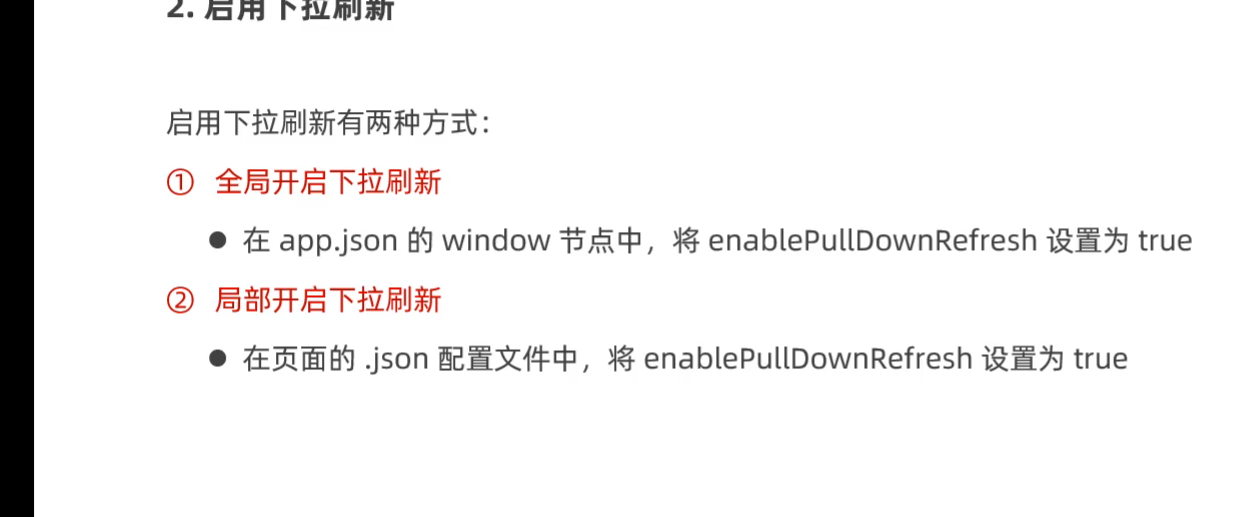 2. 启用下拉刷新
启用下拉刷新有两种方式：
① 全局开启下拉刷新
● 在 app.json 的 window 节点中，将 enablePullDownRefresh 设置为 true
② 局部开启下拉刷新
● 在页面的 .json 配置文件中，将 enablePullDownRefresh 设置为 true